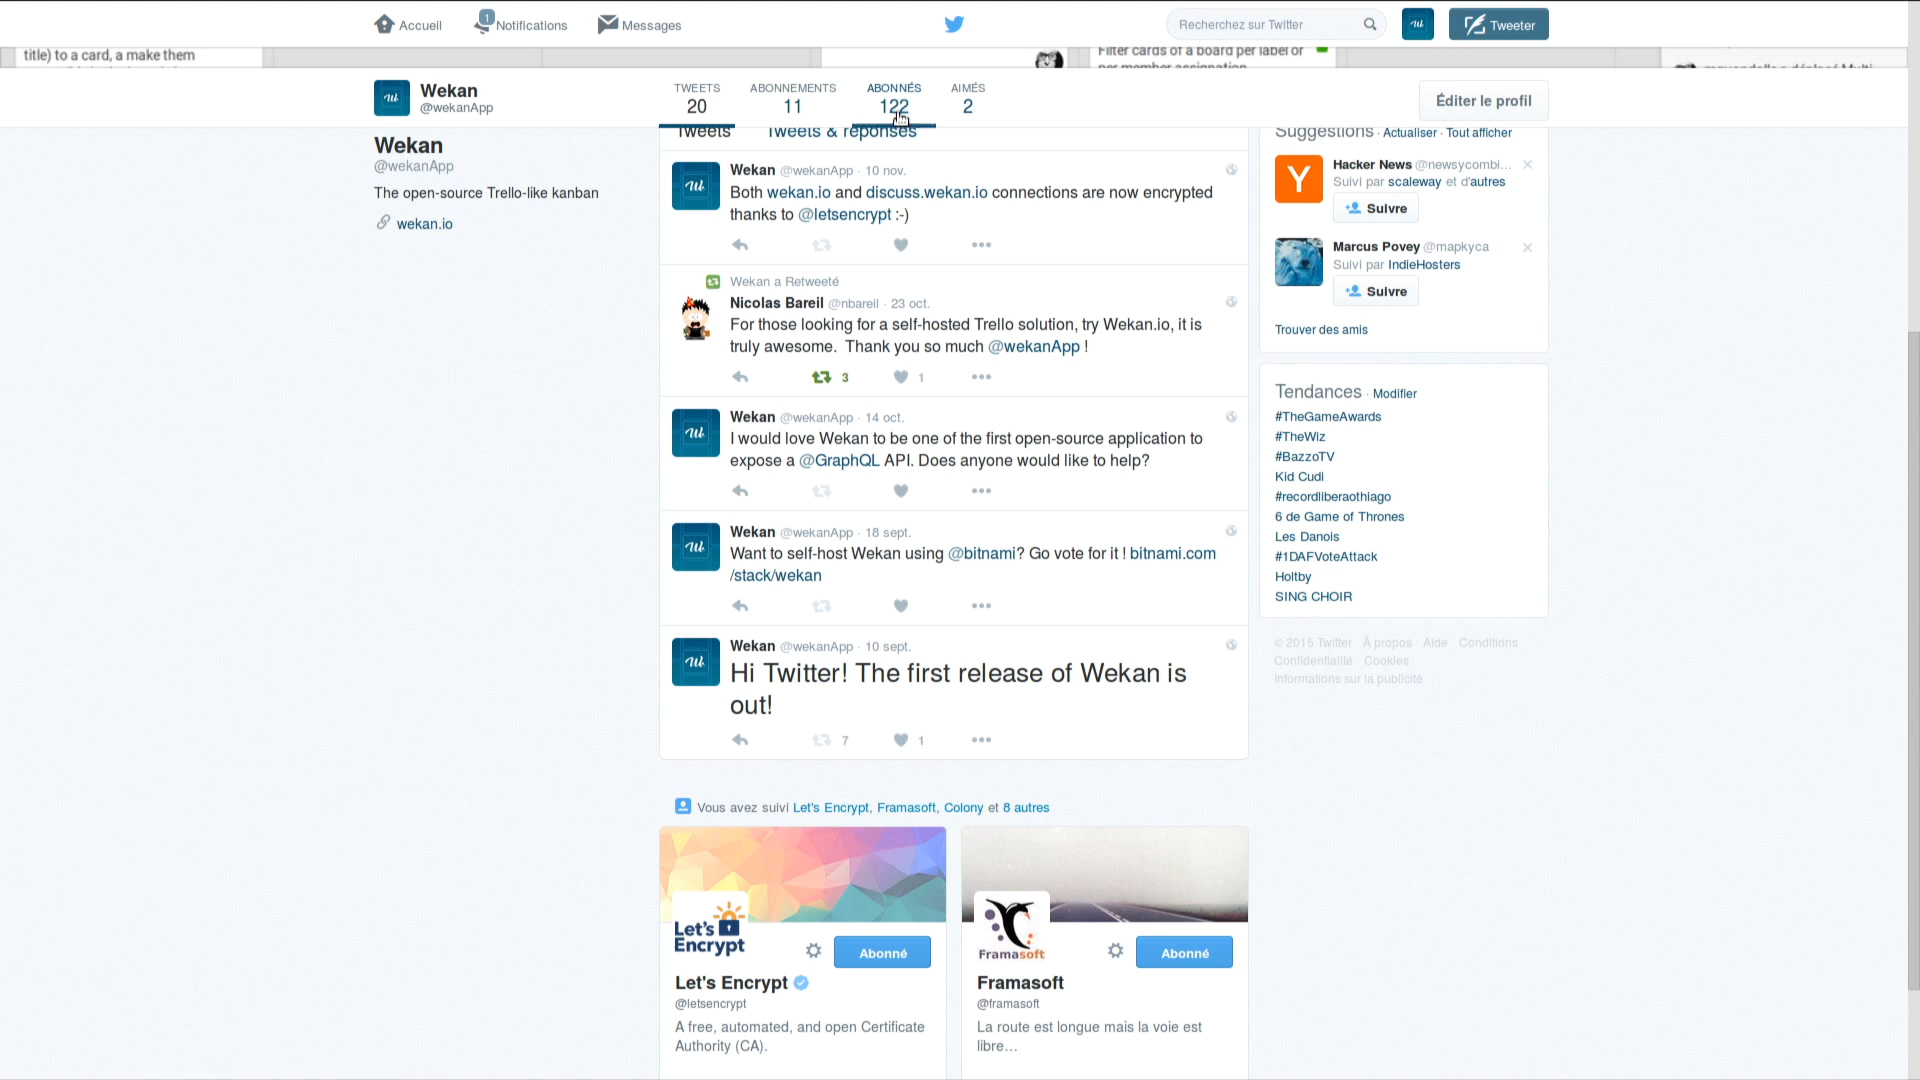 Accueil
1
Notifications
Messages
Recherchez sur Twitter
Tweeter
title) to a card, a make them
Filter cards of a board per label or
per member assignation
Wekan
@wekanApp
TWEETS
20
ABONNEMENTS
11
ABONNÉS
122
AIMÉS
2
Éditer le profil
Wekan
@wekanApp
The open-source Trello-like kanban
wekan.io
Tweets
Tweets & réponses
Wekan @wekanApp · 10 nov.
Both wekan.io and discuss.wekan.io connections are now encrypted
thanks to @letsencrypt :-)
Wekan a Retweeté
Nicolas Bareil @nbareil · 23 oct.
For those looking for a self-hosted Trello solution, try Wekan.io, it is
truly awesome.  Thank you so much @wekanApp !
3
1
Wekan @wekanApp · 14 oct.
I would love Wekan to be one of the first open-source application to
expose a @GraphQL API. Does anyone would like to help?
Wekan @wekanApp · 18 sept.
Want to self-host Wekan using @bitnami? Go vote for it ! bitnami.com
/stack/wekan
Wekan @wekanApp · 10 sept.
Hi Twitter! The first release of Wekan is
out!
7
1
Vous avez suivi Let's Encrypt, Framasoft, Colony et 8 autres
Let's
Encrypt
Abonné
Let's Encrypt
@letsencrypt
A free, automated, and open Certificate
Authority (CA).
Framasoft
Abonné
Framasoft
@framasoft
La route est longue mais la voie est
libre…
Suggestions · Actualiser · Tout afficher
Y
Hacker News @newsycombi...
Suivi par scaleway et d'autres
Suivre
Marcus Povey @mapkyca
Suivi par IndieHosters
Suivre
Trouver des amis
Tendances · Modifier
#TheGameAwards
#TheWiz
#BazzoTV
Kid Cudi
#recordliberaothiago
6 de Game of Thrones
Les Danois
#1DAFVoteAttack
Holtby
SING CHOIR
© 2015 Twitter À propos Aide Conditions
Confidentialité Cookies
Informations sur la publicité